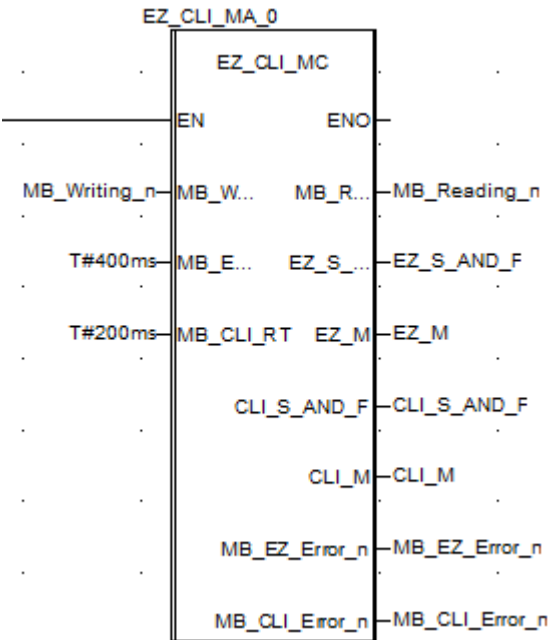 EZ_CLI_MA_0
EZ_CLI_MC
EN ENO
MB_Writing_n MB_W... MB_R... MB_Reading_n
T#400ms MB_E... EZ_S_... EZ_S_AND_F
T#200ms MB_CLI_RT EZ_M EZ_M
CLI_S_AND_F CLI_S_AND_F
CLI_M CLI_M
MB_EZ_Error_n MB_EZ_Error_n
MB_CLI_Error_n MB_CLI_Error_n